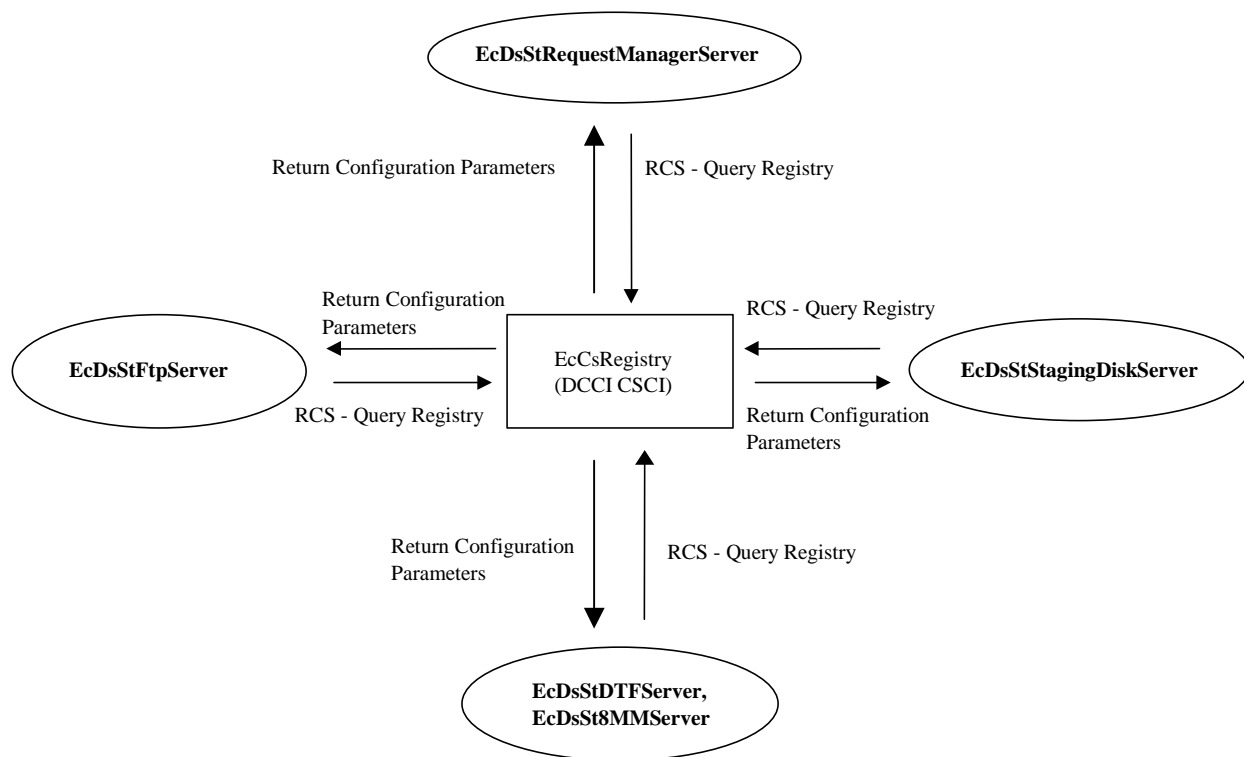 EcDsStRequestManagerServer
Return Configuration Parameters
RCS - Query Registry
Return Configuration
Parameters
RCS - Query Registry
EcDsStFtpServer
EcCsRegistry
(DCCI CSCI)
EcDsStStagingDiskServer
RCS - Query Registry
Return Configuration
Parameters
Return Configuration
Parameters
RCS - Query Registry
EcDsStDTFServer,
EcDsSt8MMServer